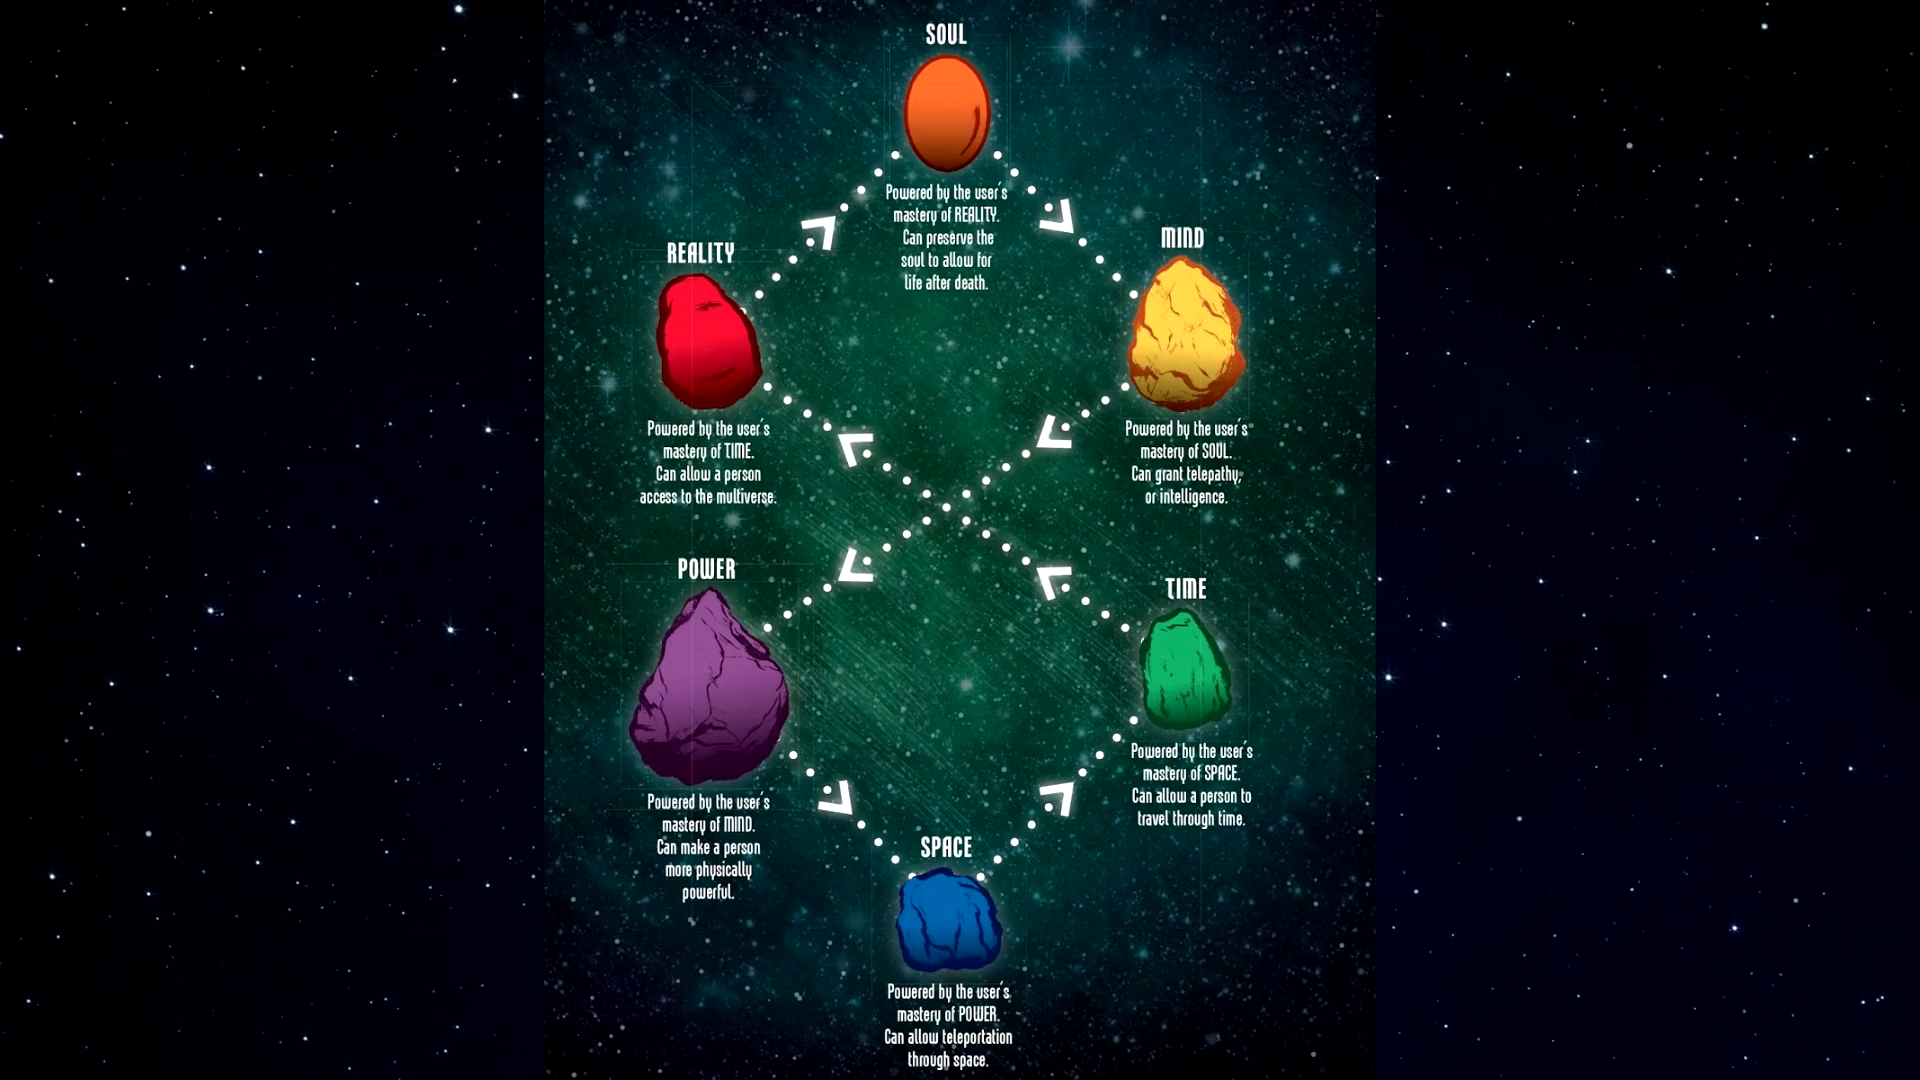 SOUL
Powered by the user's
mastery of REALITY.
Can preserve the
soul to allow for
life after death.
REALITY
Powered by the user's
mastery of TIME.
Can allow a person
access to the multiverse.
MIND
Powered by the user's
mastery of SOUL.
Can grant telepathy,
or intelligence.
POWER
Powered by the user's
mastery of MIND.
Can make a person
more physically
powerful.
TIME
Powered by the user's
mastery of SPACE.
Can allow a person to
travel through time.
SPACE
Powered by the user's
mastery of POWER.
Can allow teleportation
through space.